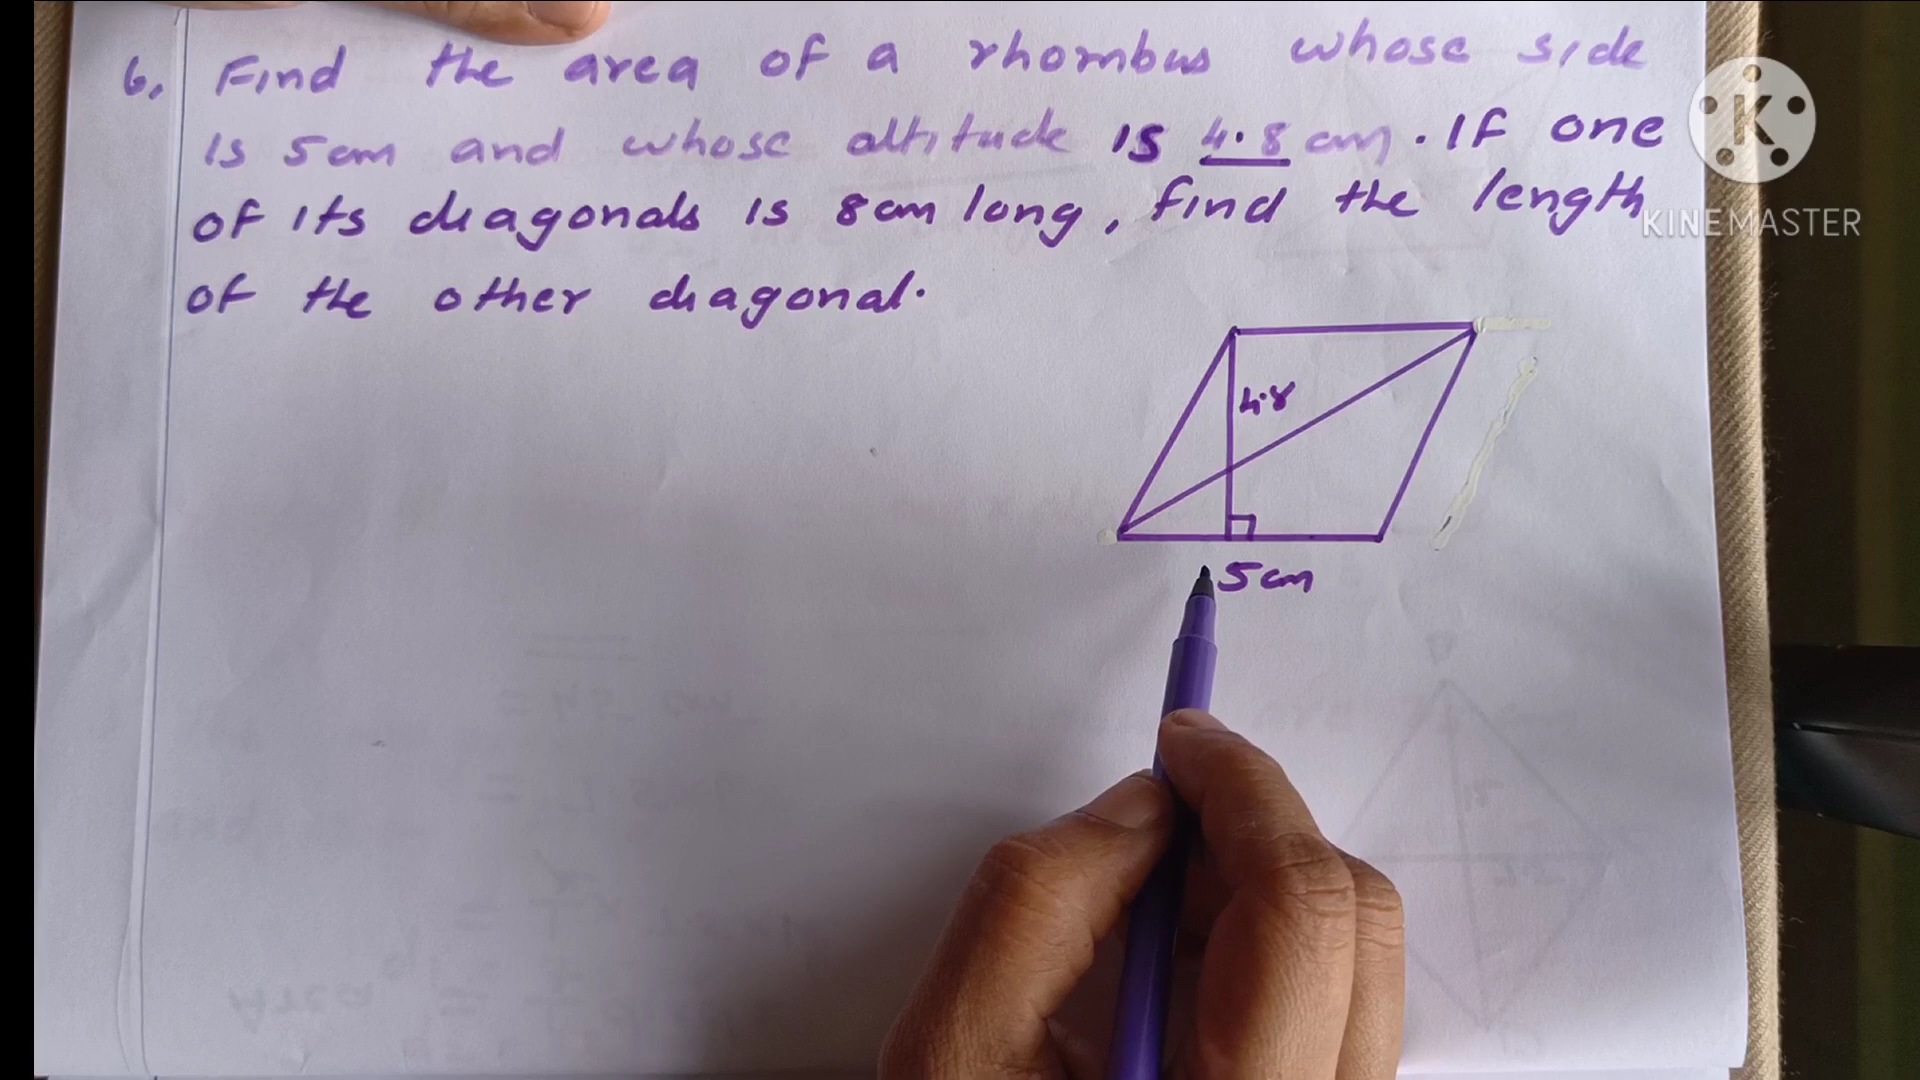 6. Find the area of a rhombus whose side
is 5cm and whose altitude is 4.8 cm. If one
of its diagonals is 8cm long, find the length
of the other diagonal.
K
KINEMASTER
4.8
5cm